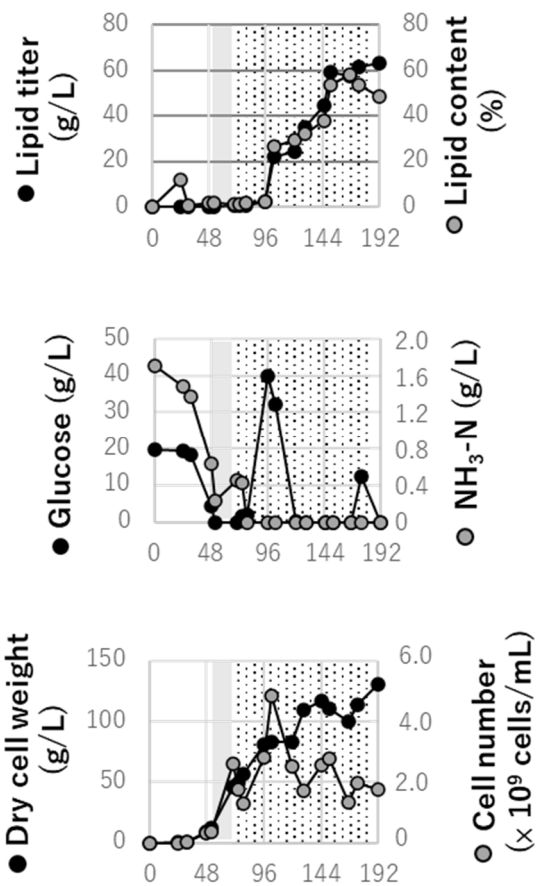 ● Lipid titer
(g/L)
80
60
40
20
0
80
60
40
20
0
0 48 96 144 192
Lipid content
(%)
● Glucose (g/L)
50
40
30
20
10
0
2.0
1.6
1.2
0.8
0.4
0
0 48 96 144 192
NH₃-N (g/L)
● Dry cell weight
(g/L)
150
100
50
0
6.0
4.0
2.0
0
0 48 96 144 192
Cell number
(× 10⁹ cells/mL)